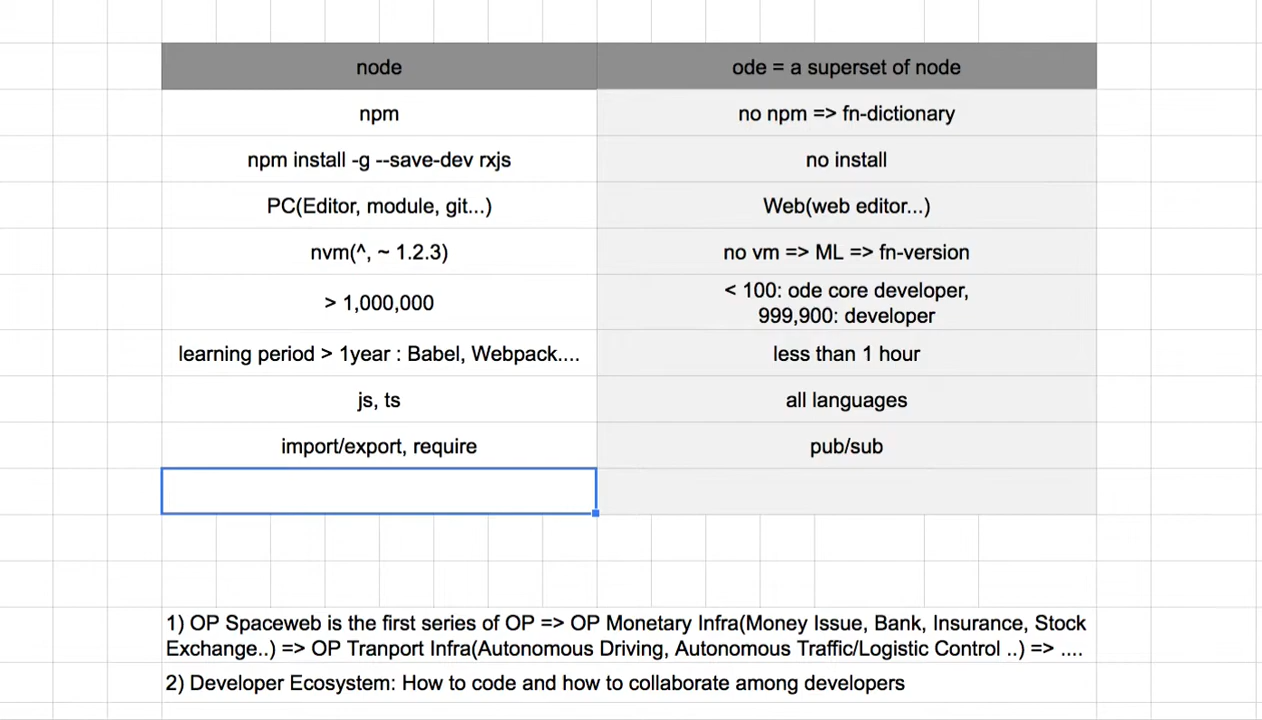 node
ode = a superset of node
npm
no npm => fn-dictionary
npm install -g --save-dev rxjs
no install
PC(Editor, module, git...)
Web(web editor...)
nvm(^, ~ 1.2.3)
no vm => ML => fn-version
> 1,000,000
< 100: ode core developer,
999,900: developer
learning period > 1year : Babel, Webpack....
less than 1 hour
js, ts
all languages
import/export, require
pub/sub
1) OP Spaceweb is the first series of OP => OP Monetary Infra(Money Issue, Bank, Insurance, Stock
Exchange..) => OP Tranport Infra(Autonomous Driving, Autonomous Traffic/Logistic Control ..) => ....
2) Developer Ecosystem: How to code and how to collaborate among developers